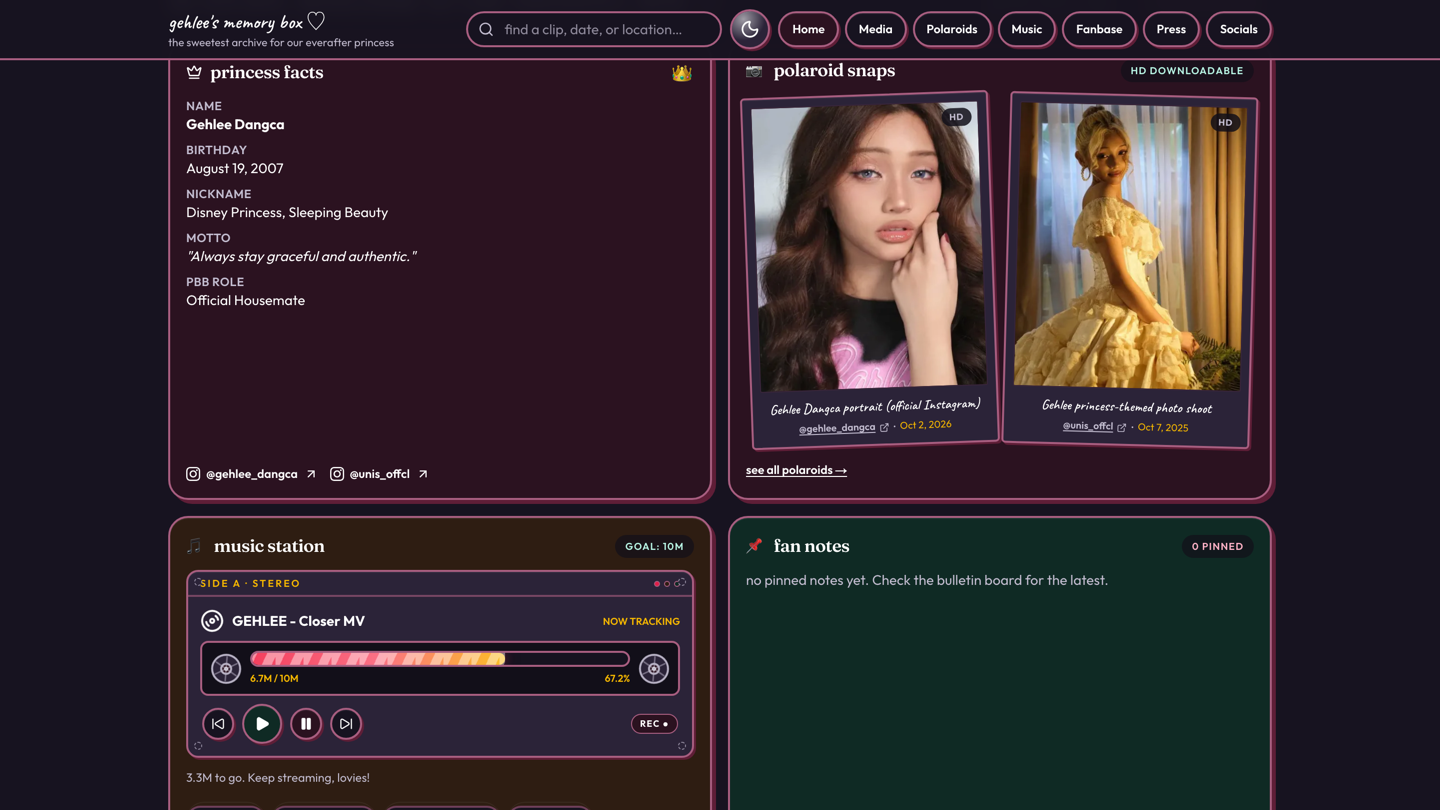 gehlee's memory box ♡
the sweetest archive for our everafter princess
find a clip, date, or location...
Home
Media
Polaroids
Music
Fanbase
Press
Socials
princess facts
NAME
Gehlee Dangca
BIRTHDAY
August 19, 2007
NICKNAME
Disney Princess, Sleeping Beauty
MOTTO
"Always stay graceful and authentic."
PBB ROLE
Official Housemate
@gehlee_dangca
@unis_offcl
polaroid snaps
HD DOWNLOADABLE
HD
Gehlee Dangca portrait (official Instagram)
@gehlee_dangca · Oct 2, 2026
HD
Gehlee princess-themed photo shoot
@unis_offcl · Oct 7, 2025
see all polaroids →
music station
GOAL: 10M
SIDE A · STEREO
GEHLEE - Closer MV
NOW TRACKING
6.7M / 10M
67.2%
REC ●
3.3M to go. Keep streaming, lovies!
fan notes
0 PINNED
no pinned notes yet. Check the bulletin board for the latest.